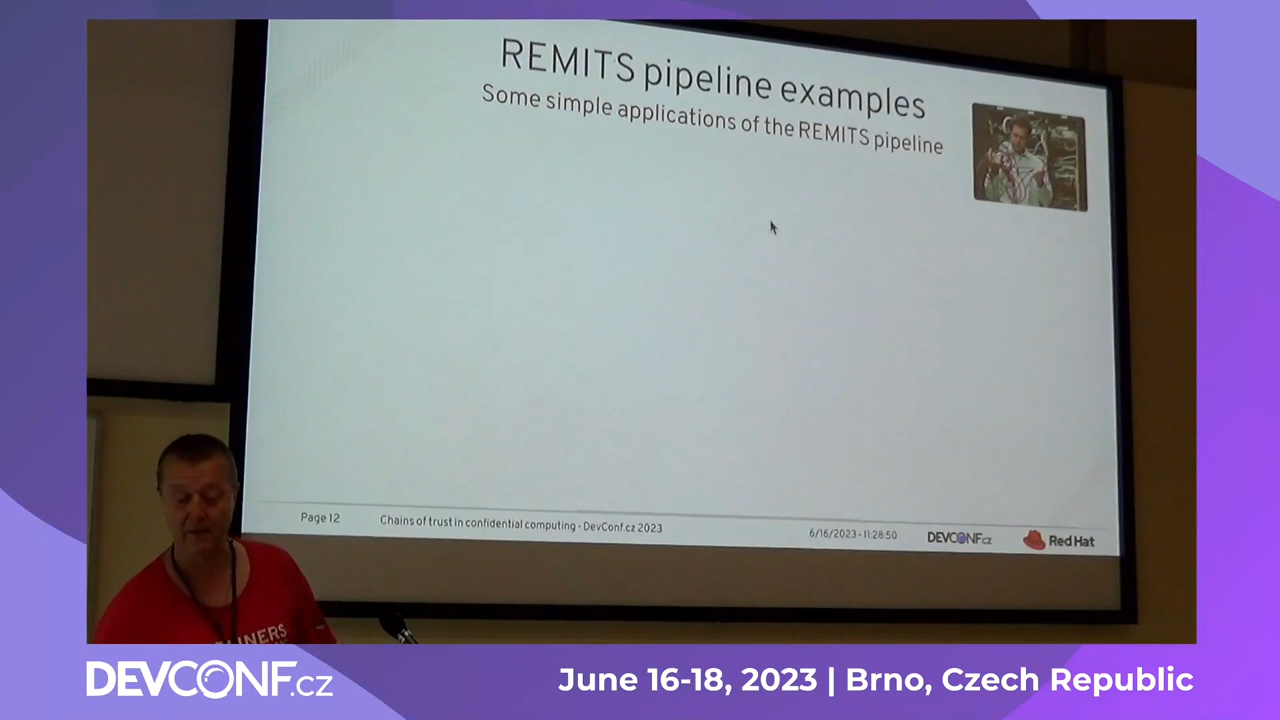 REMITS pipeline examples
Some simple applications of the REMITS pipeline
Page 12
Chains of trust in confidential computing - DevConf.cz 2023
6/16/2023 - 11:28:50
DEVCONF.cz
Red Hat
DEVCONF.cz
June 16-18, 2023 | Brno, Czech Republic